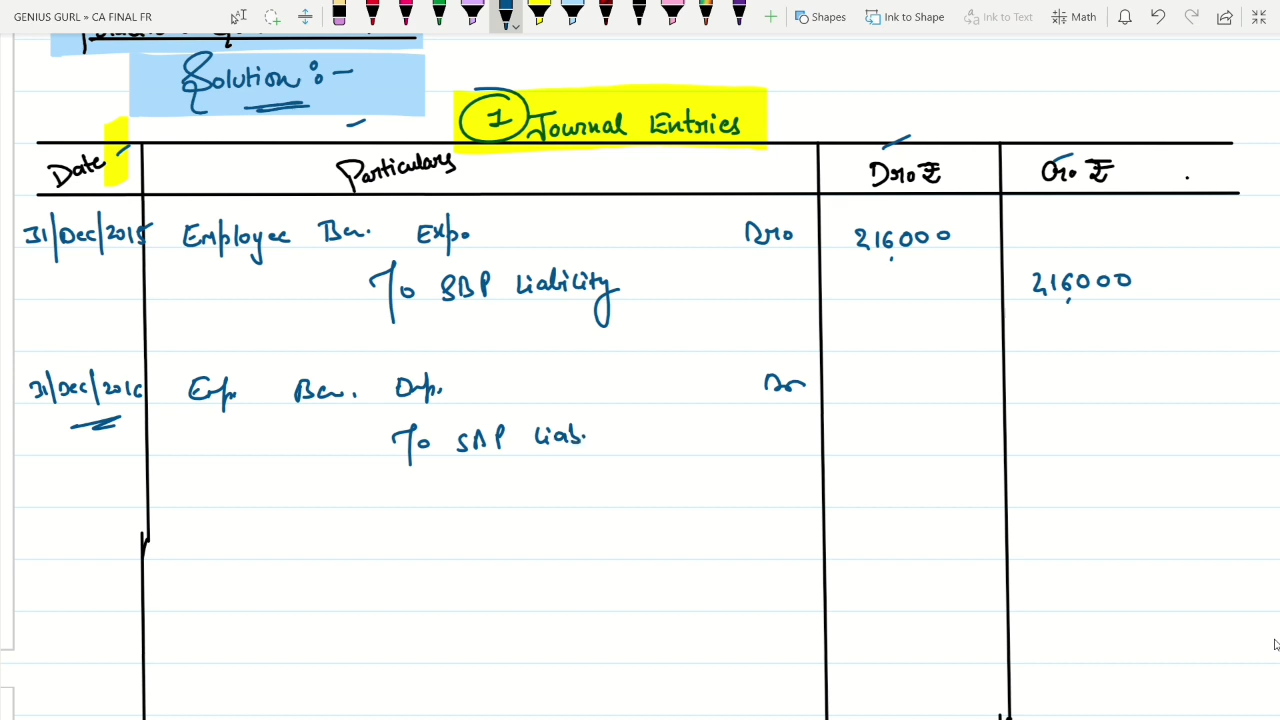 GENIUS GURL » CA FINAL FR
Shapes Ink to Shape Ink to Text Math
Solution :-
1 Journal Entries
Date Particulars Dr. ₹ Cr. ₹
31/Dec/2015 Employee Ben. Exp. Dr. 216000
To SBP Liability 216000
31/Dec/2016 Emp. Ben. Exp. Dr
To SBP Liab.